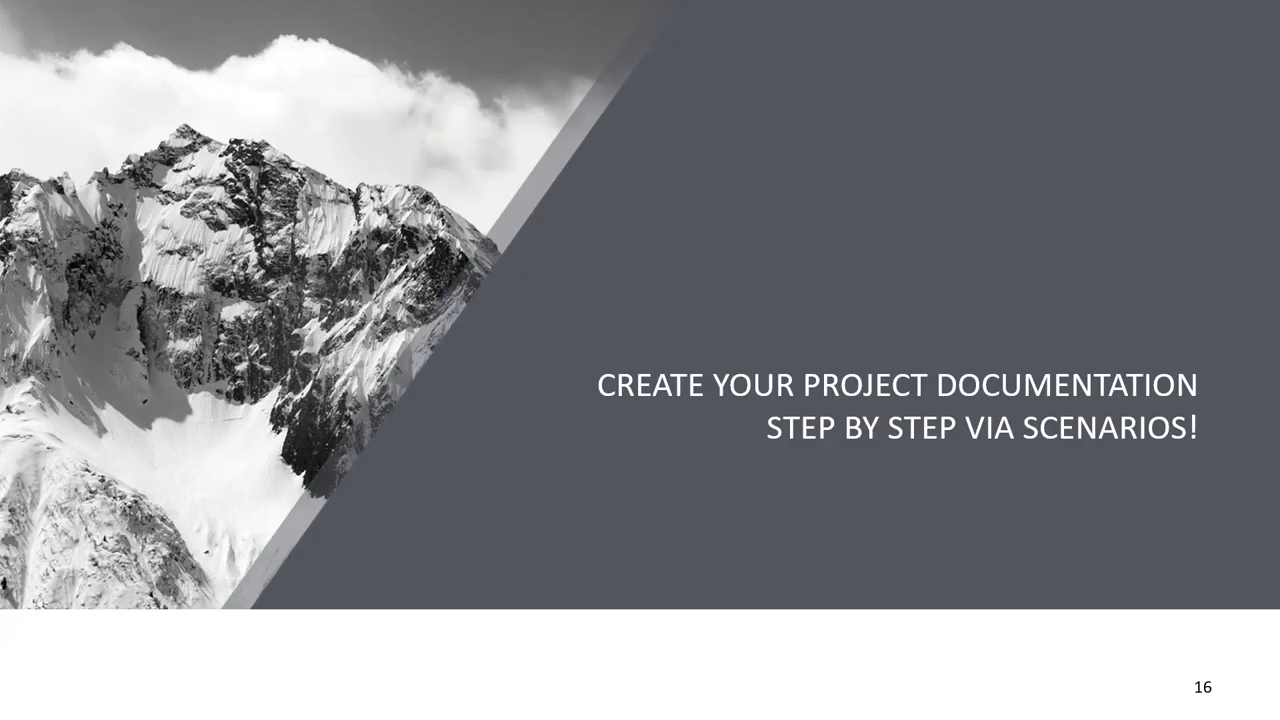 CREATE YOUR PROJECT DOCUMENTATION
STEP BY STEP VIA SCENARIOS!
16